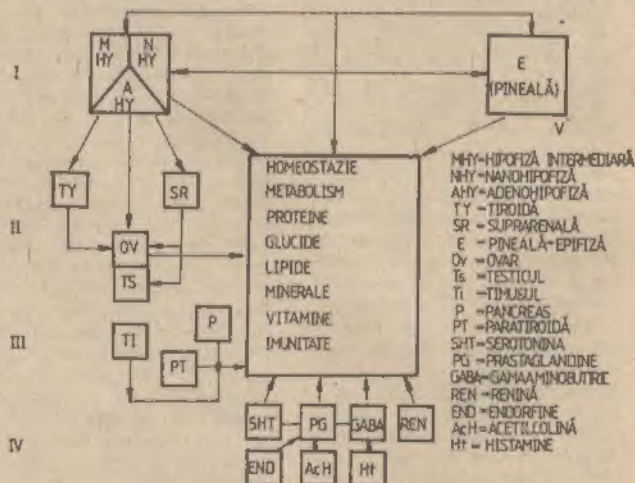 I
M
HY
N
HY
A
HY
E
(PINEALĂ)
V
II
TY
SR
OV
TS
HOMEOSTAZIE
METABOLISM
PROTEINE
GLUCIDE
LIPIDE
MINERALE
VITAMINE
IMUNITATE
III
TI
P
PT
IV
SHT
PG
GABA
REN
END
AcH
Ht
MHY=HIPOFIZĂ INTERMEDIARĂ
NHY=NANOHIPOFIZĂ
AHY=ADENOHIPOFIZĂ
TY =TIROIDĂ
SR =SUPRARENALĂ
E =PINEALĂ-EPIFIZĂ
Ov =OVAR
Ts =TESTICUL
Ti =TIMUSUL
P =PANCREAS
PT =PARATIROIDĂ
SHT=SEROTONINA
PG =PRASTAGLANDINE
GABA=GAMAAMINOBUTIRIC
REN =RENINĂ
END =ENDORFINE
AcH =ACETILCOLINĂ
Ht = HISTAMINE